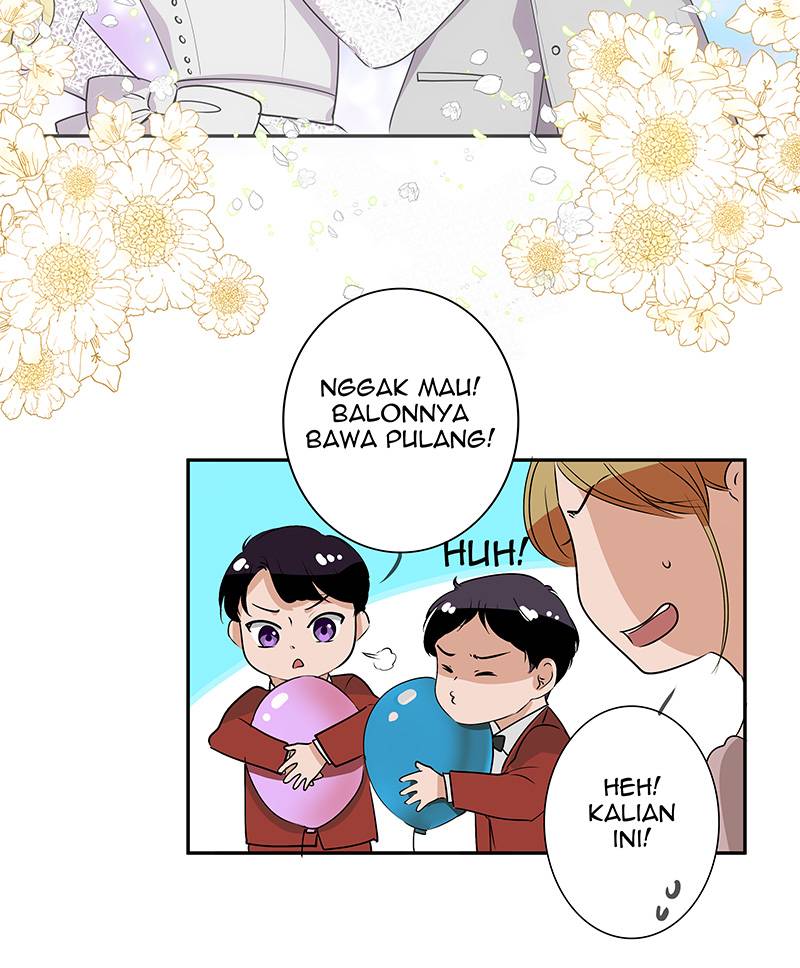 NGGAK MAU!
BALONNYA
BAWA PULANG!
HUH!
HEH!
KALIAN
INI!